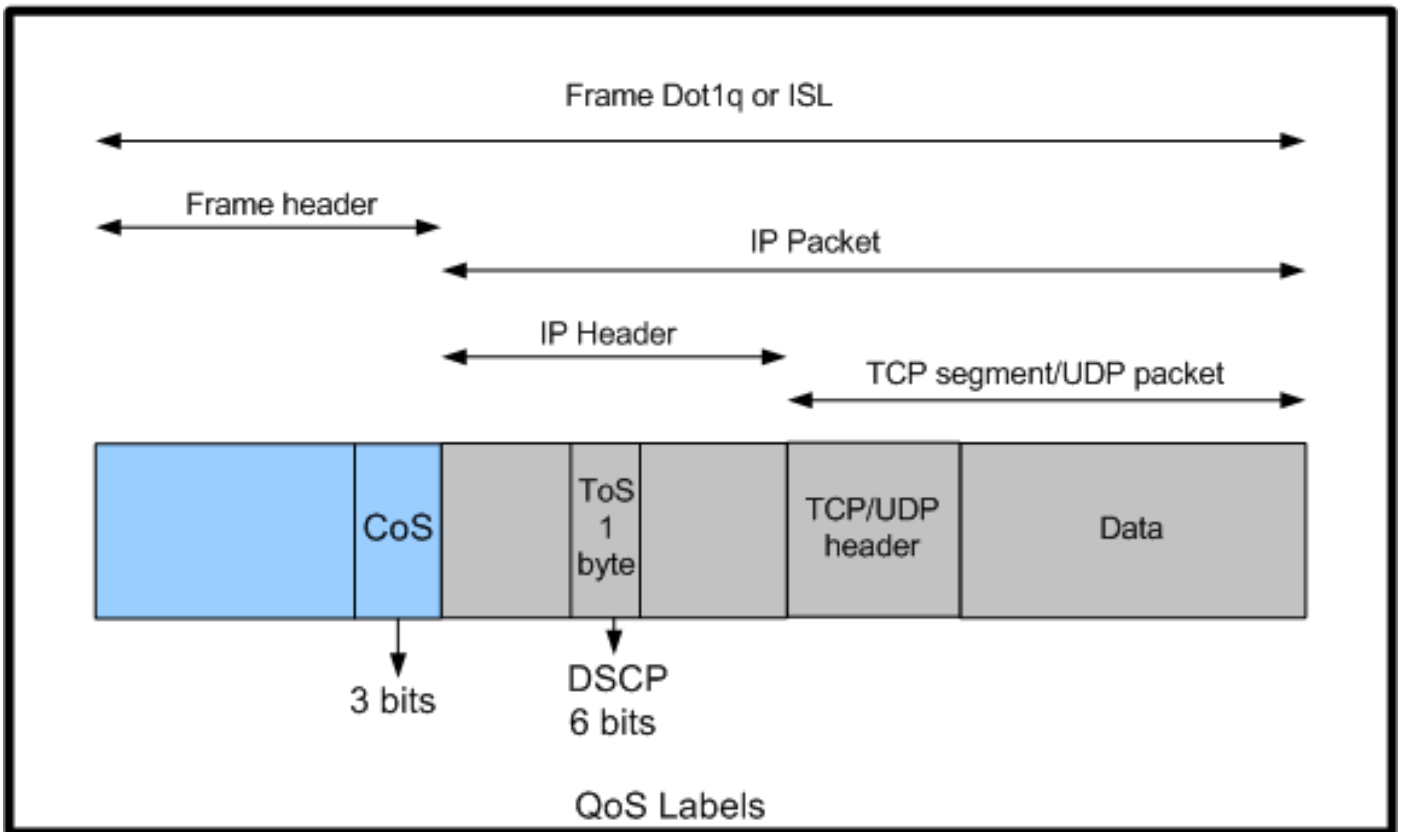 Frame Dot1q or ISL
Frame header
IP Packet
IP Header
TCP segment/UDP packet
CoS
ToS
1
byte
TCP/UDP
header
Data
3 bits
DSCP
6 bits
QoS Labels